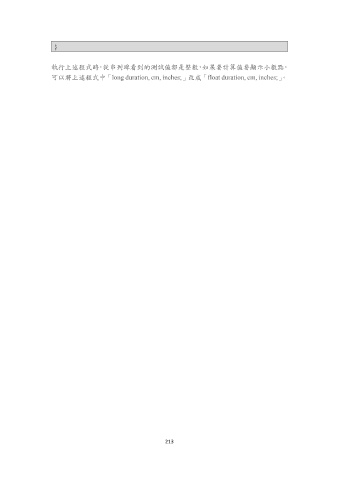 }
執行上述程式時，從串列埠看到的測試值都是整數，如果要計算值要顯示小數點，
可以將上述程式中「long duration, cm, inches;」改成「float duration, cm, inches;」。
213